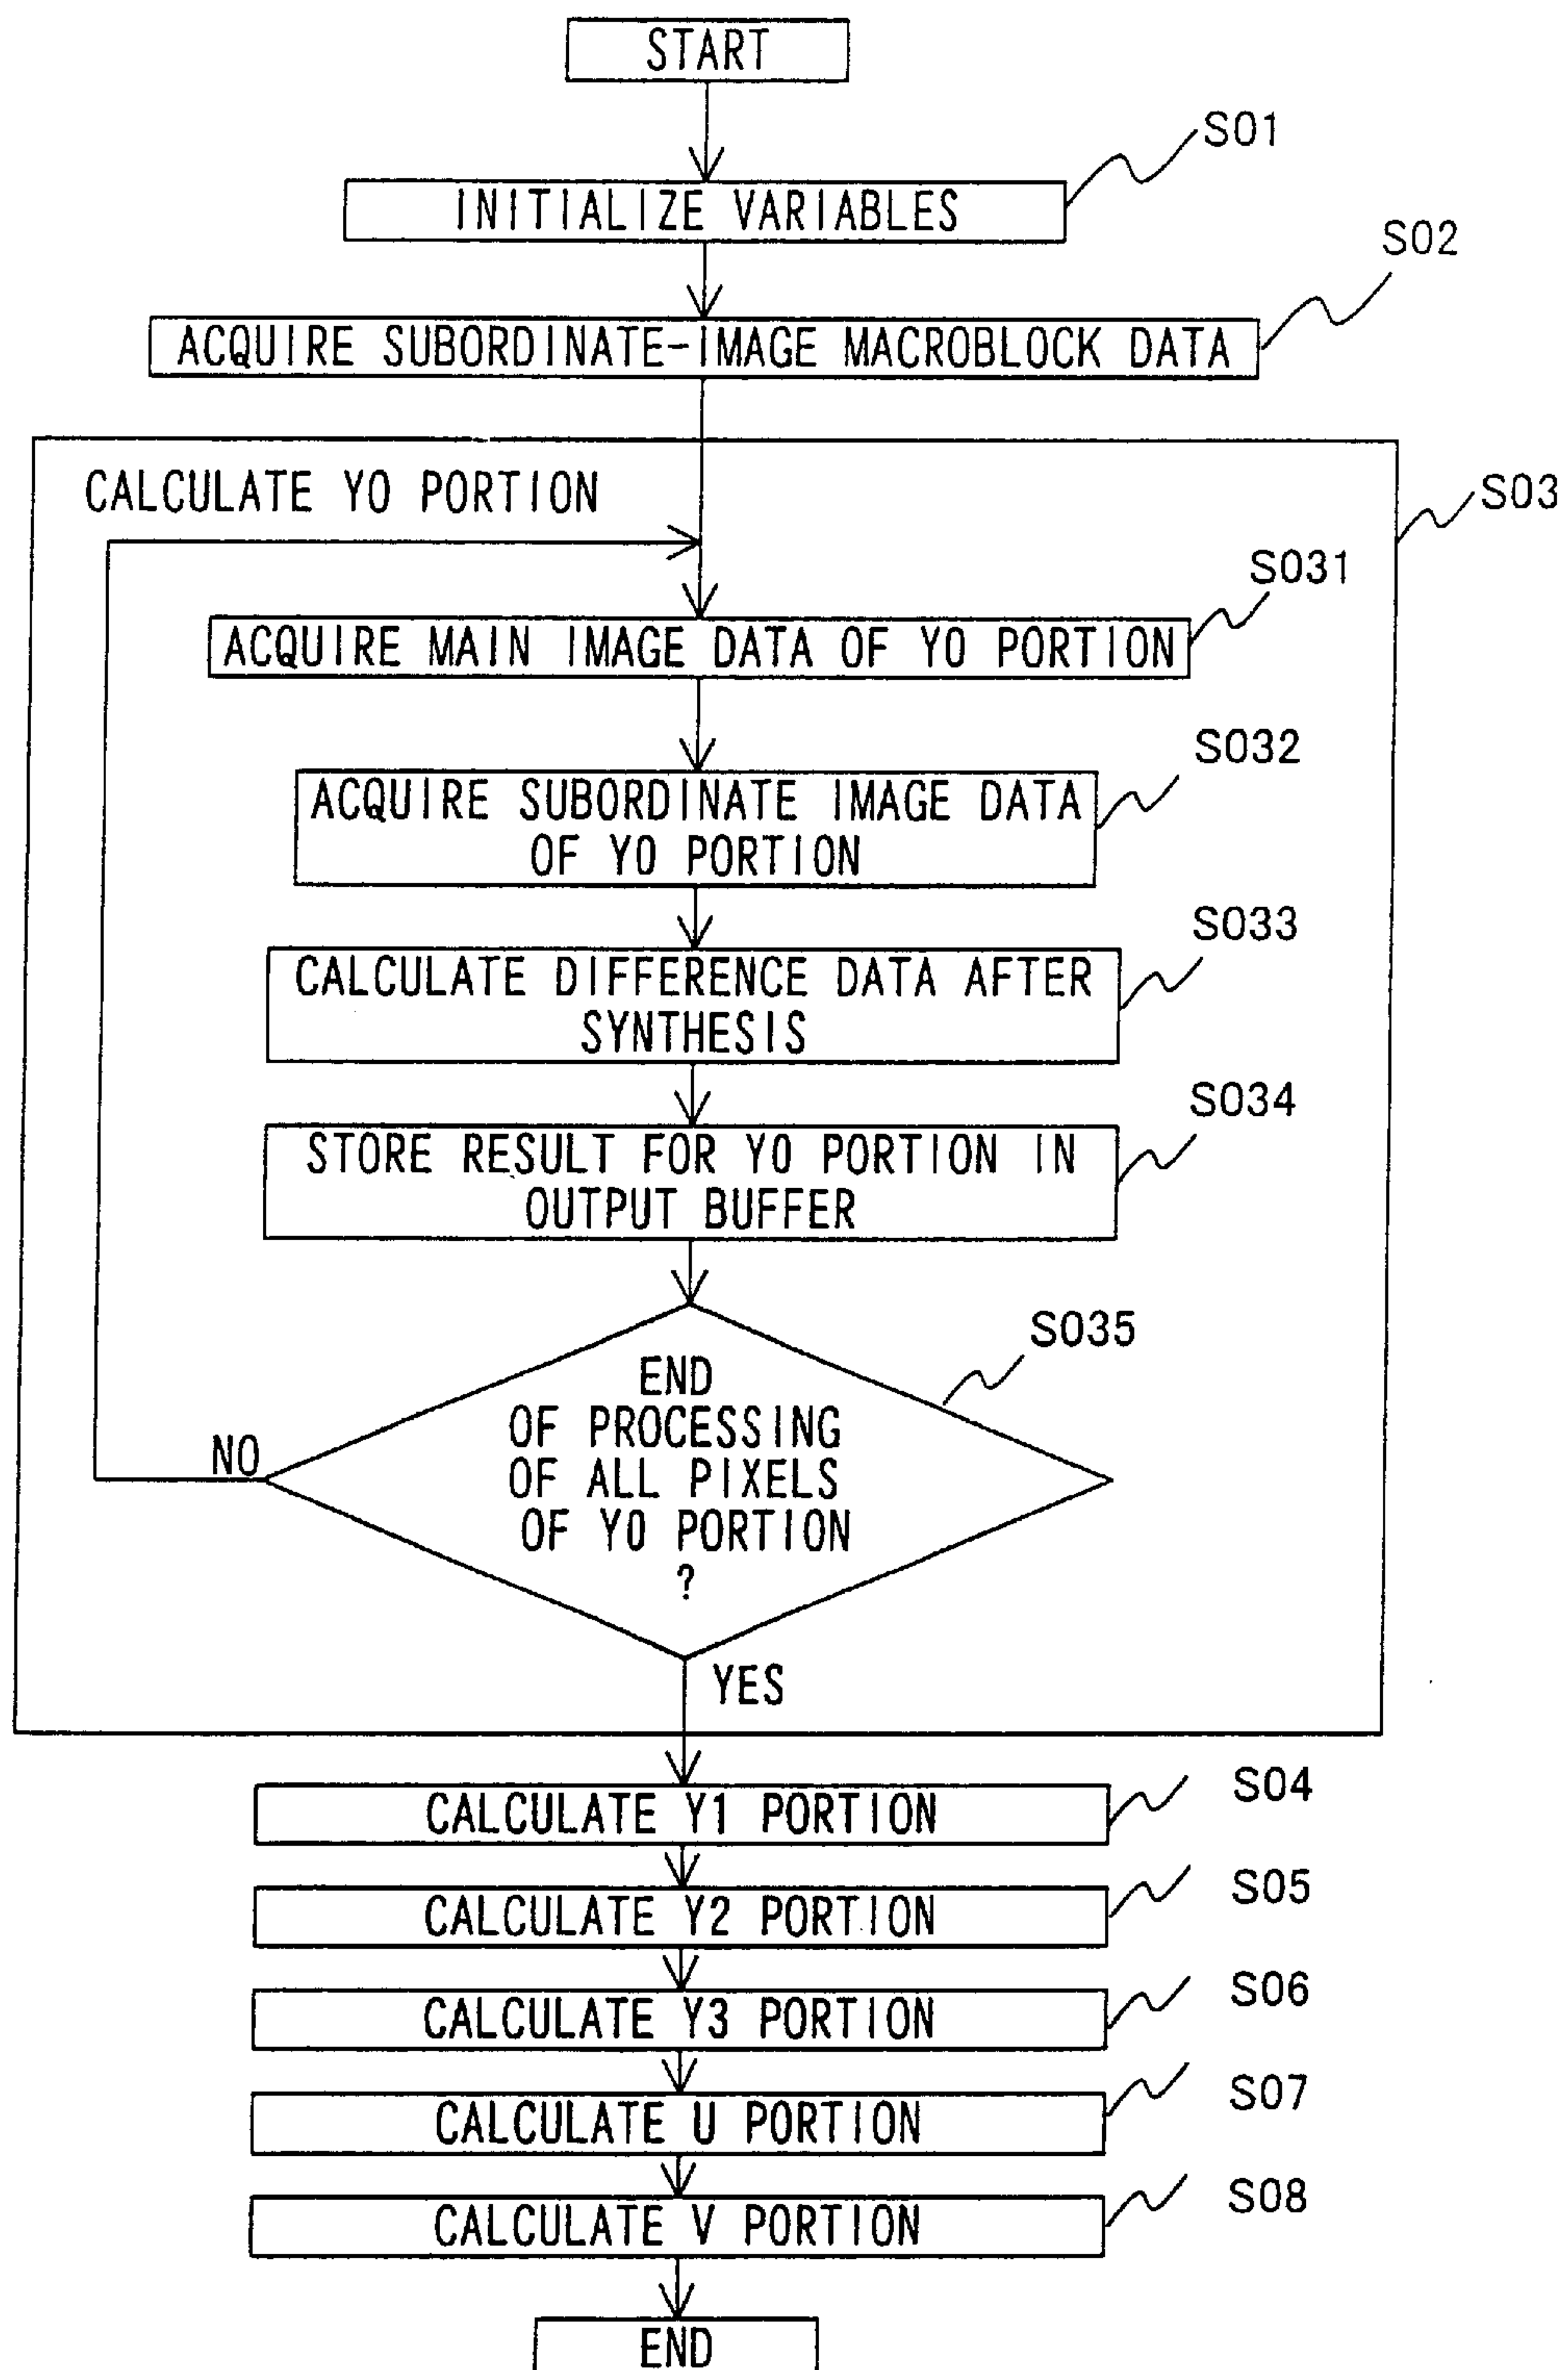 START
S01
INITIALIZE VARIABLES
S02
ACQUIRE SUBORDINATE-IMAGE MACROBLOCK DATA
CALCULATE Y0 PORTION
S03
S031
ACQUIRE MAIN IMAGE DATA OF Y0 PORTION
S032
ACQUIRE SUBORDINATE IMAGE DATA
OF Y0 PORTION
S033
CALCULATE DIFFERENCE DATA AFTER
SYNTHESIS
S034
STORE RESULT FOR Y0 PORTION IN
OUTPUT BUFFER
S035
END
OF PROCESSING
OF ALL PIXELS
OF Y0 PORTION
?
NO
YES
S04
CALCULATE Y1 PORTION
S05
CALCULATE Y2 PORTION
S06
CALCULATE Y3 PORTION
S07
CALCULATE U PORTION
S08
CALCULATE V PORTION
END